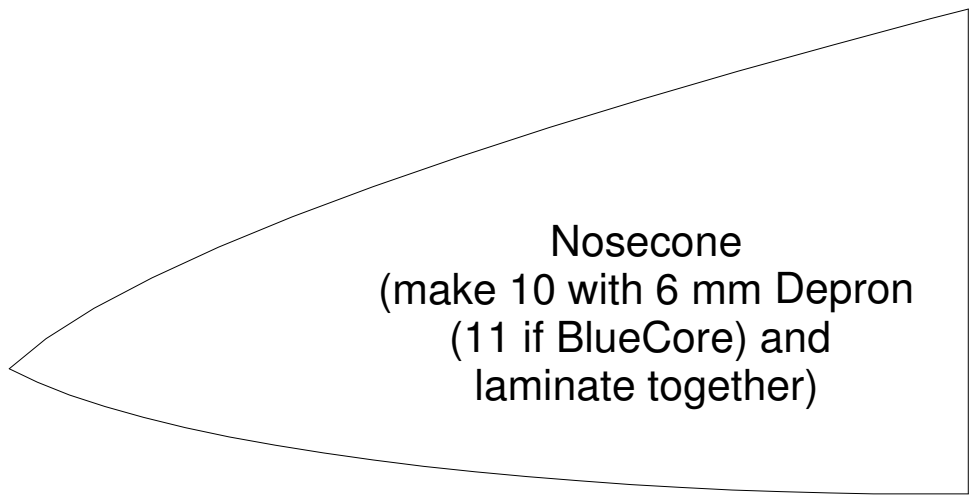 Nosecone
(make 10 with 6 mm Depron
(11 if BlueCore) and
laminate together)